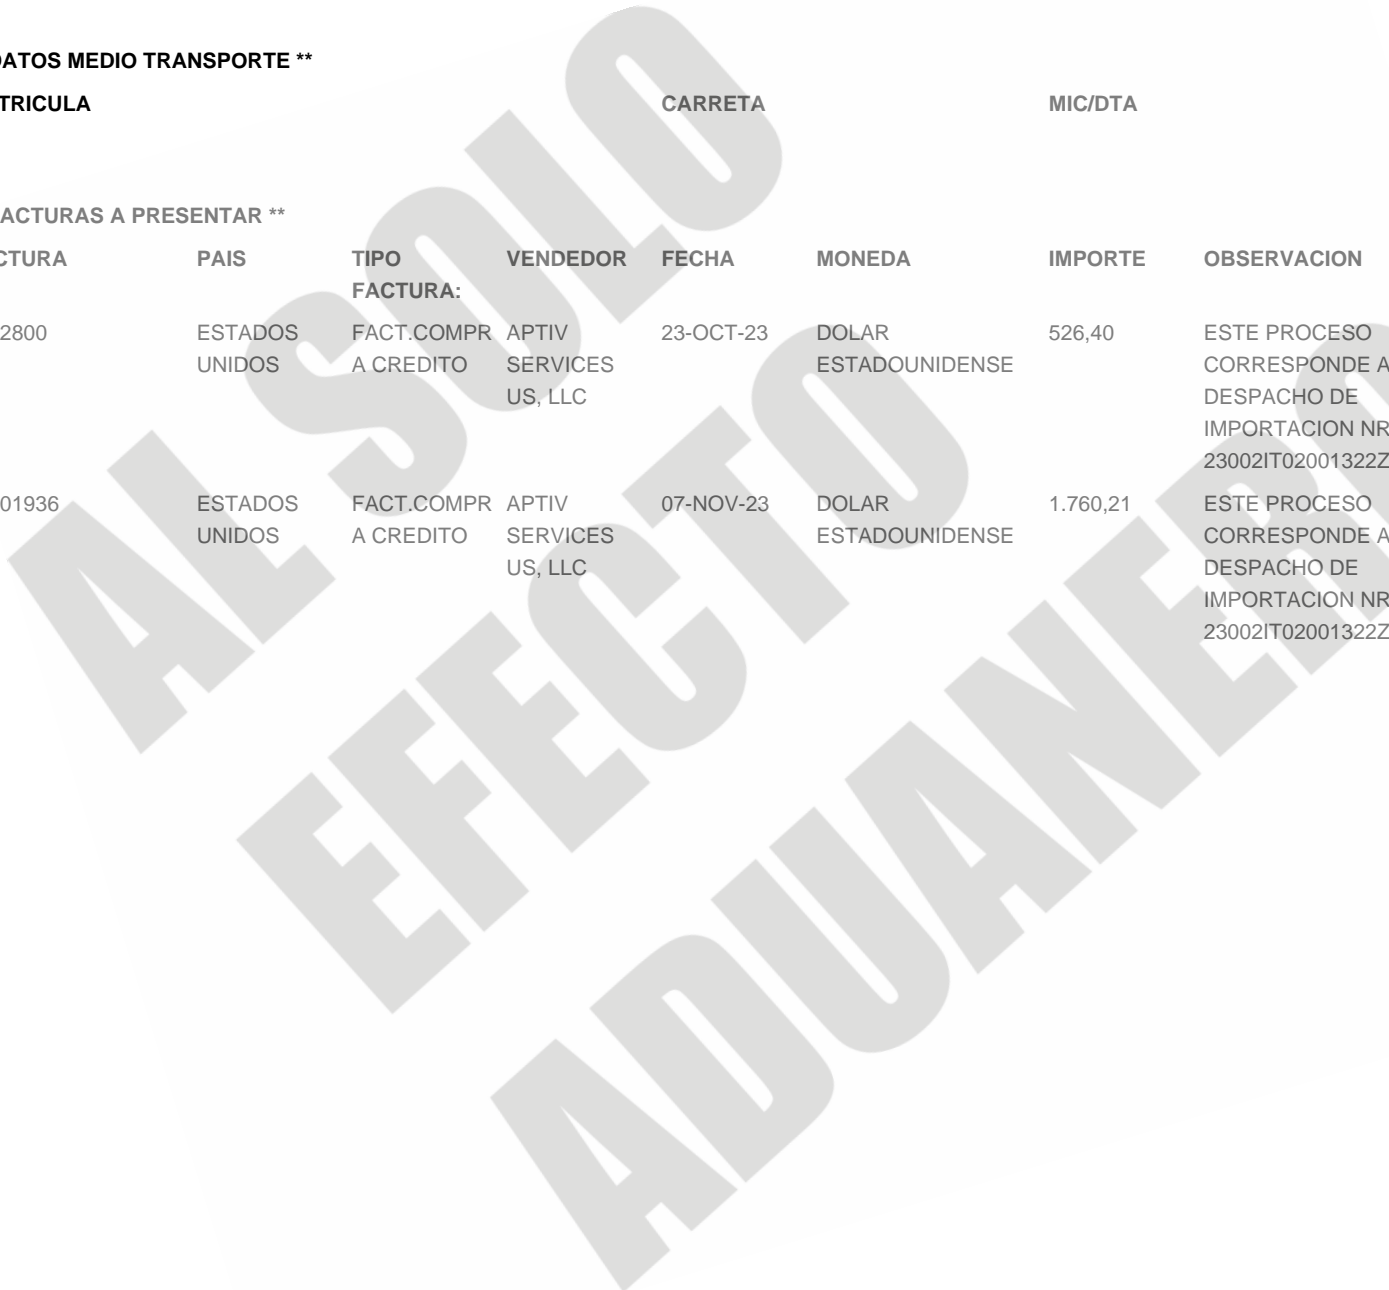 DATOS MEDIO TRANSPORTE **
TRICULA CARRETA MIC/DTA
ACTURAS A PRESENTAR **
CTURA PAIS TIPO FACTURA: VENDEDOR FECHA MONEDA IMPORTE OBSERVACION
2800 ESTADOS FACT.COMPR APTIV 23-OCT-23 DOLAR 526,40 ESTE PROCESO
UNIDOS A CREDITO SERVICES ESTADOUNIDENSE CORRESPONDE A
US, LLC DESPACHO DE
IMPORTACION NR
23002IT02001322Z
01936 ESTADOS FACT.COMPR APTIV 07-NOV-23 DOLAR 1.760,21 ESTE PROCESO
UNIDOS A CREDITO SERVICES ESTADOUNIDENSE CORRESPONDE A
US, LLC DESPACHO DE
IMPORTACION NR
23002IT02001322Z
AL SOLO
EFECTO
ADUANERO